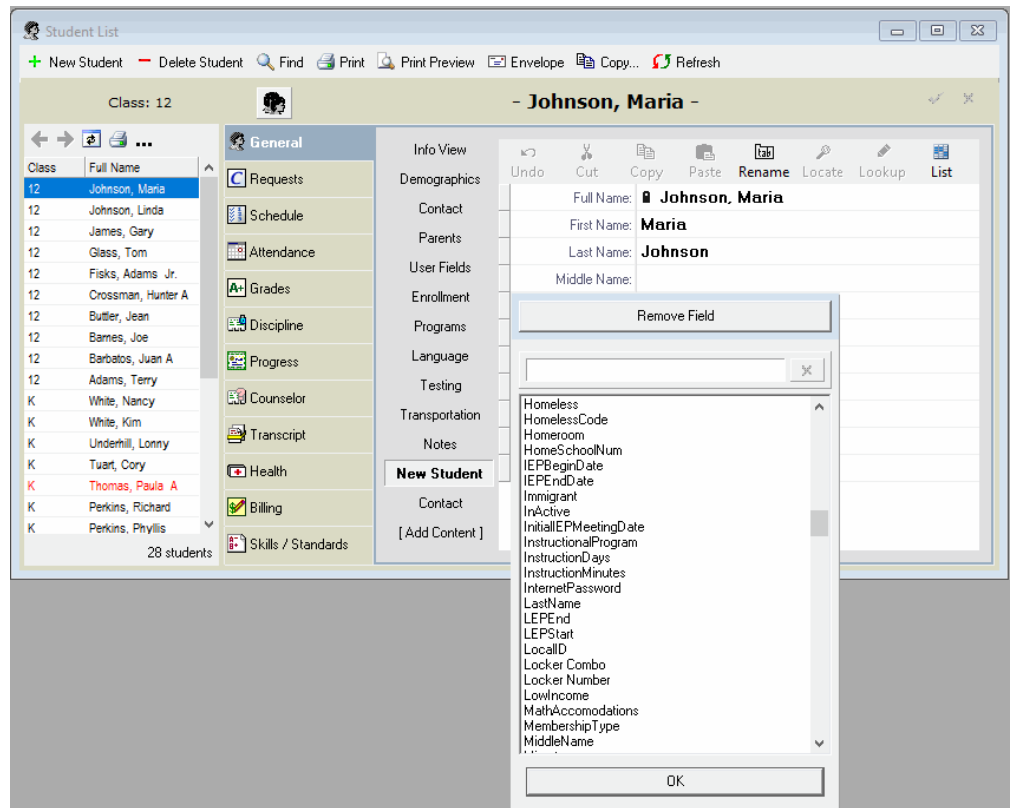 Student List
New Student Delete Student Find Print Print Preview Envelope Copy... Refresh
Class: 12
- Johnson, Maria -
...
Class Full Name
12 Johnson, Maria
12 Johnson, Linda
12 James, Gary
12 Glass, Tom
12 Fisks, Adams Jr.
12 Crossman, Hunter A
12 Buttler, Jean
12 Barnes, Joe
12 Barbatos, Juan A
12 Adams, Terry
K White, Nancy
K White, Kim
K Underhill, Lonny
K Tuart, Cory
K Thomas, Paula A
K Perkins, Richard
K Perkins, Phyllis
28 students
General
C Requests
Schedule
Attendance
A+ Grades
Discipline
Progress
Counselor
Transcript
Health
Billing
Skills / Standards
Info View
Demographics
Contact
Parents
User Fields
Enrollment
Programs
Language
Testing
Transportation
Notes
New Student
Contact
[ Add Content ]
Undo Cut Copy Paste Rename Locate Lookup List
Full Name: Johnson, Maria
First Name: Maria
Last Name: Johnson
Middle Name:
Remove Field
Homeless
HomelessCode
Homeroom
HomeSchoolNum
IEPBeginDate
IEPEndDate
Immigrant
InActive
InitialIEPMeetingDate
InstructionalProgram
InstructionDays
InstructionMinutes
InternetPassword
LastName
LEPEnd
LEPStart
LocalID
Locker Combo
Locker Number
LowIncome
MathAccomodations
MembershipType
MiddleName
OK